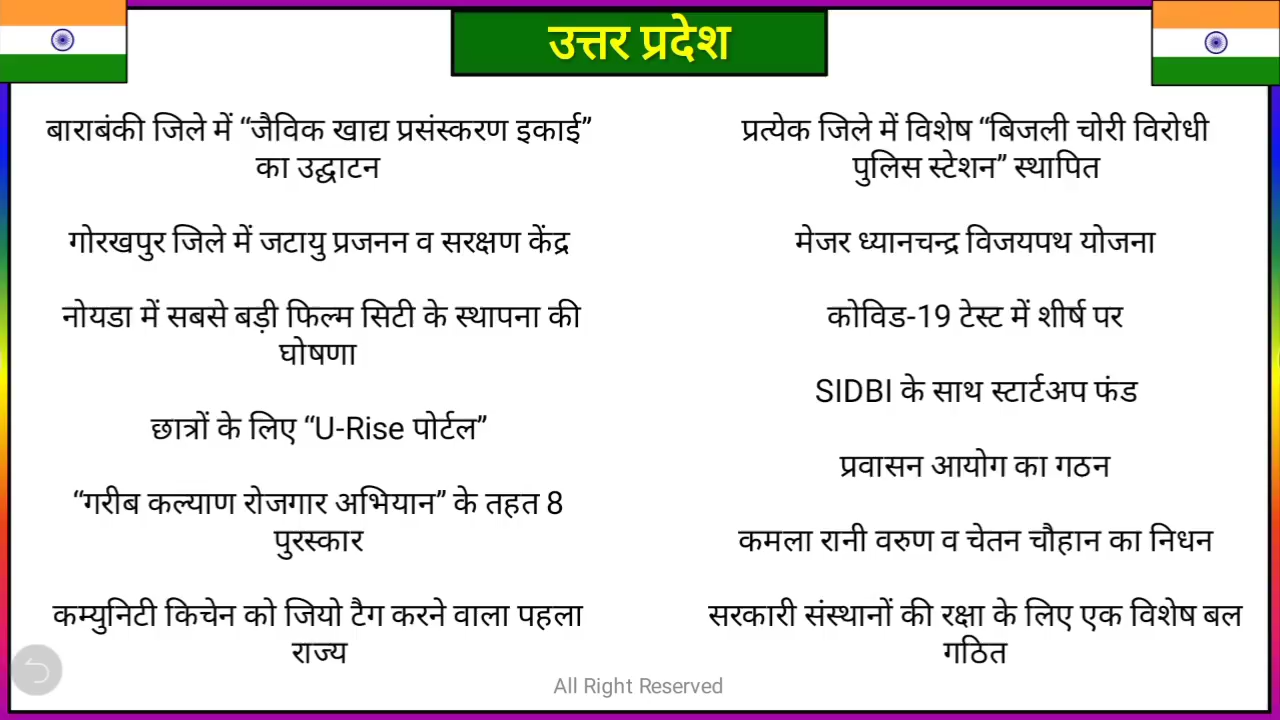 उत्तर प्रदेश
बाराबंकी जिले में “जैविक खाद्य प्रसंस्करण इकाई”
का उद्घाटन
गोरखपुर जिले में जटायु प्रजनन व सरक्षण केंद्र
नोयडा में सबसे बड़ी फिल्म सिटी के स्थापना की
घोषणा
छात्रों के लिए “U-Rise पोर्टल”
“गरीब कल्याण रोजगार अभियान” के तहत 8
पुरस्कार
कम्युनिटी किचेन को जियो टैग करने वाला पहला
राज्य
प्रत्येक जिले में विशेष “बिजली चोरी विरोधी
पुलिस स्टेशन” स्थापित
मेजर ध्यानचन्द्र विजयपथ योजना
कोविड-19 टेस्ट में शीर्ष पर
SIDBI के साथ स्टार्टअप फंड
प्रवासन आयोग का गठन
कमला रानी वरुण व चेतन चौहान का निधन
सरकारी संस्थानों की रक्षा के लिए एक विशेष बल
गठित
All Right Reserved